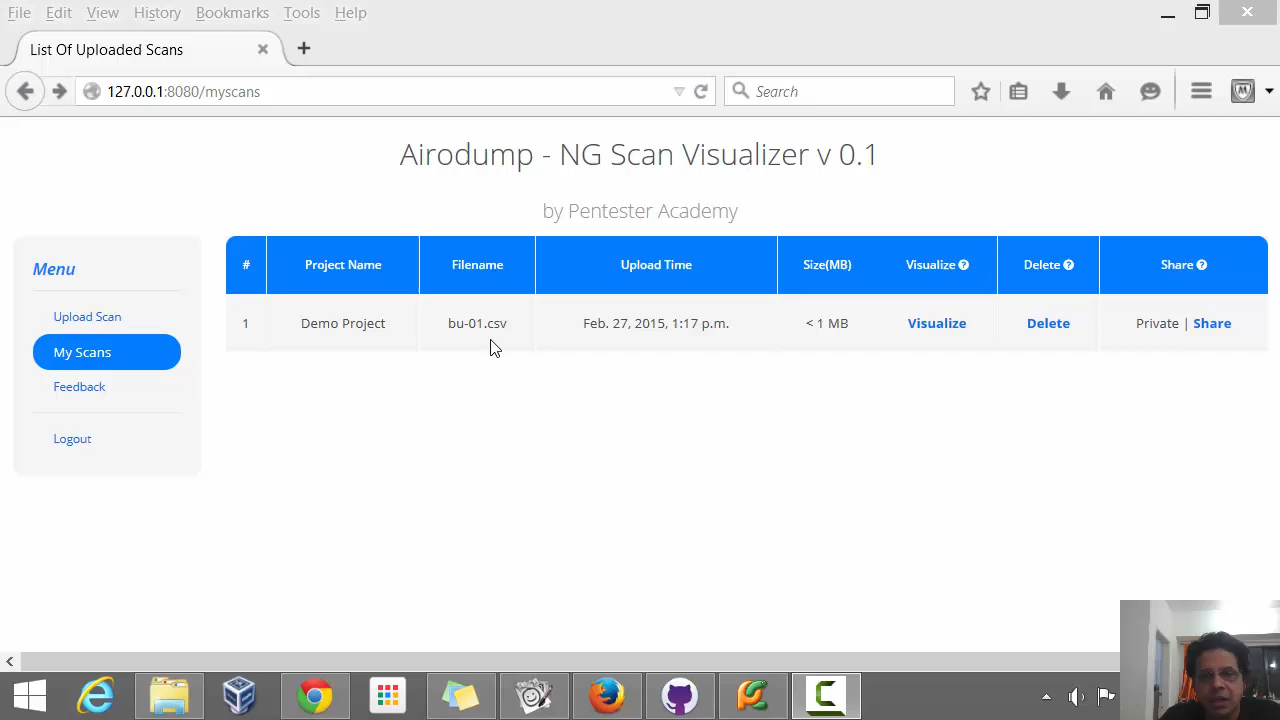 File Edit View History Bookmarks Tools Help
List Of Uploaded Scans
127.0.0.1:8080/myscans
Search
Airodump - NG Scan Visualizer v 0.1
by Pentester Academy
Menu
Upload Scan
My Scans
Feedback
Logout
# Project Name Filename Upload Time Size(MB) Visualize Delete Share
1 Demo Project bu-01.csv Feb. 27, 2015, 1:17 p.m. < 1 MB Visualize Delete Private | Share